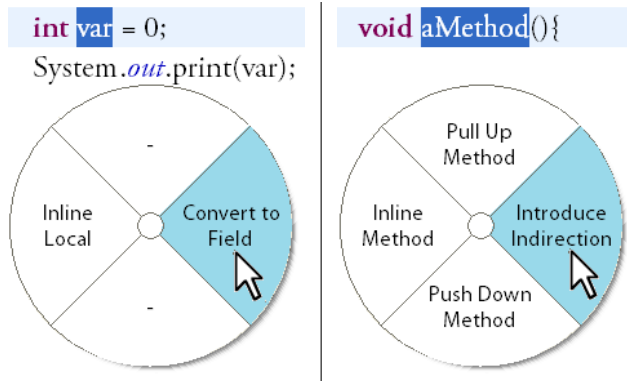 int var = 0;
System.out.print(var);
-
Inline
Local
Convert to
Field
-
void aMethod(){
Pull Up
Method
Inline
Method
Introduce
Indirection
Push Down
Method